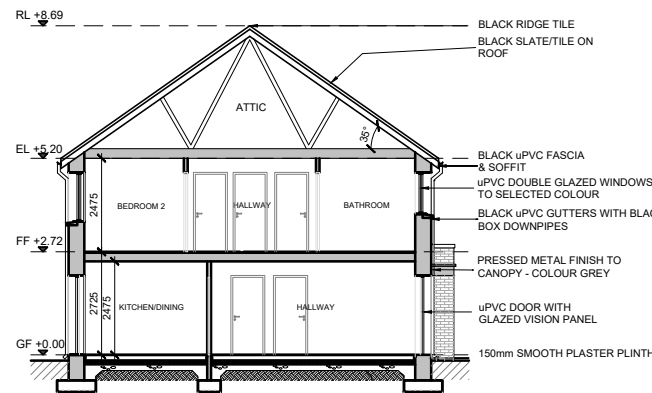 RL +8.69
BLACK RIDGE TILE
BLACK SLATE/TILE ON
ROOF
ATTIC
35°
EL +5.20
BLACK uPVC FASCIA
& SOFFIT
uPVC DOUBLE GLAZED WINDOWS
TO SELECTED COLOUR
2475
BEDROOM 2
HALLWAY
BATHROOM
BLACK uPVC GUTTERS WITH BLAC
BOX DOWNPIPES
FF +2.72
PRESSED METAL FINISH TO
CANOPY - COLOUR GREY
2725
2475
KITCHEN/DINING
HALLWAY
uPVC DOOR WITH
GLAZED VISION PANEL
GF +0.00
150mm SMOOTH PLASTER PLINTH